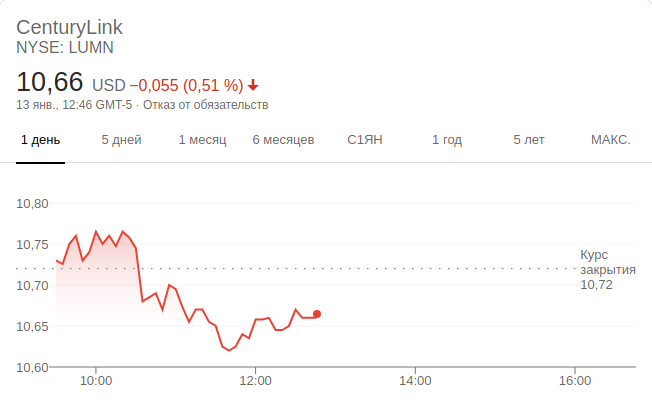 CenturyLink
NYSE: LUMN
10,66 USD −0,055 (0,51 %)
13 янв., 12:46 GMT-5 · Отказ от обязательств
1 день 5 дней 1 месяц 6 месяцев С1ЯН 1 год 5 лет МАКС.
10,80
10,75
Курс
закрытия
10,72
10,70
10,65
10,60
10:00 12:00 14:00 16:00